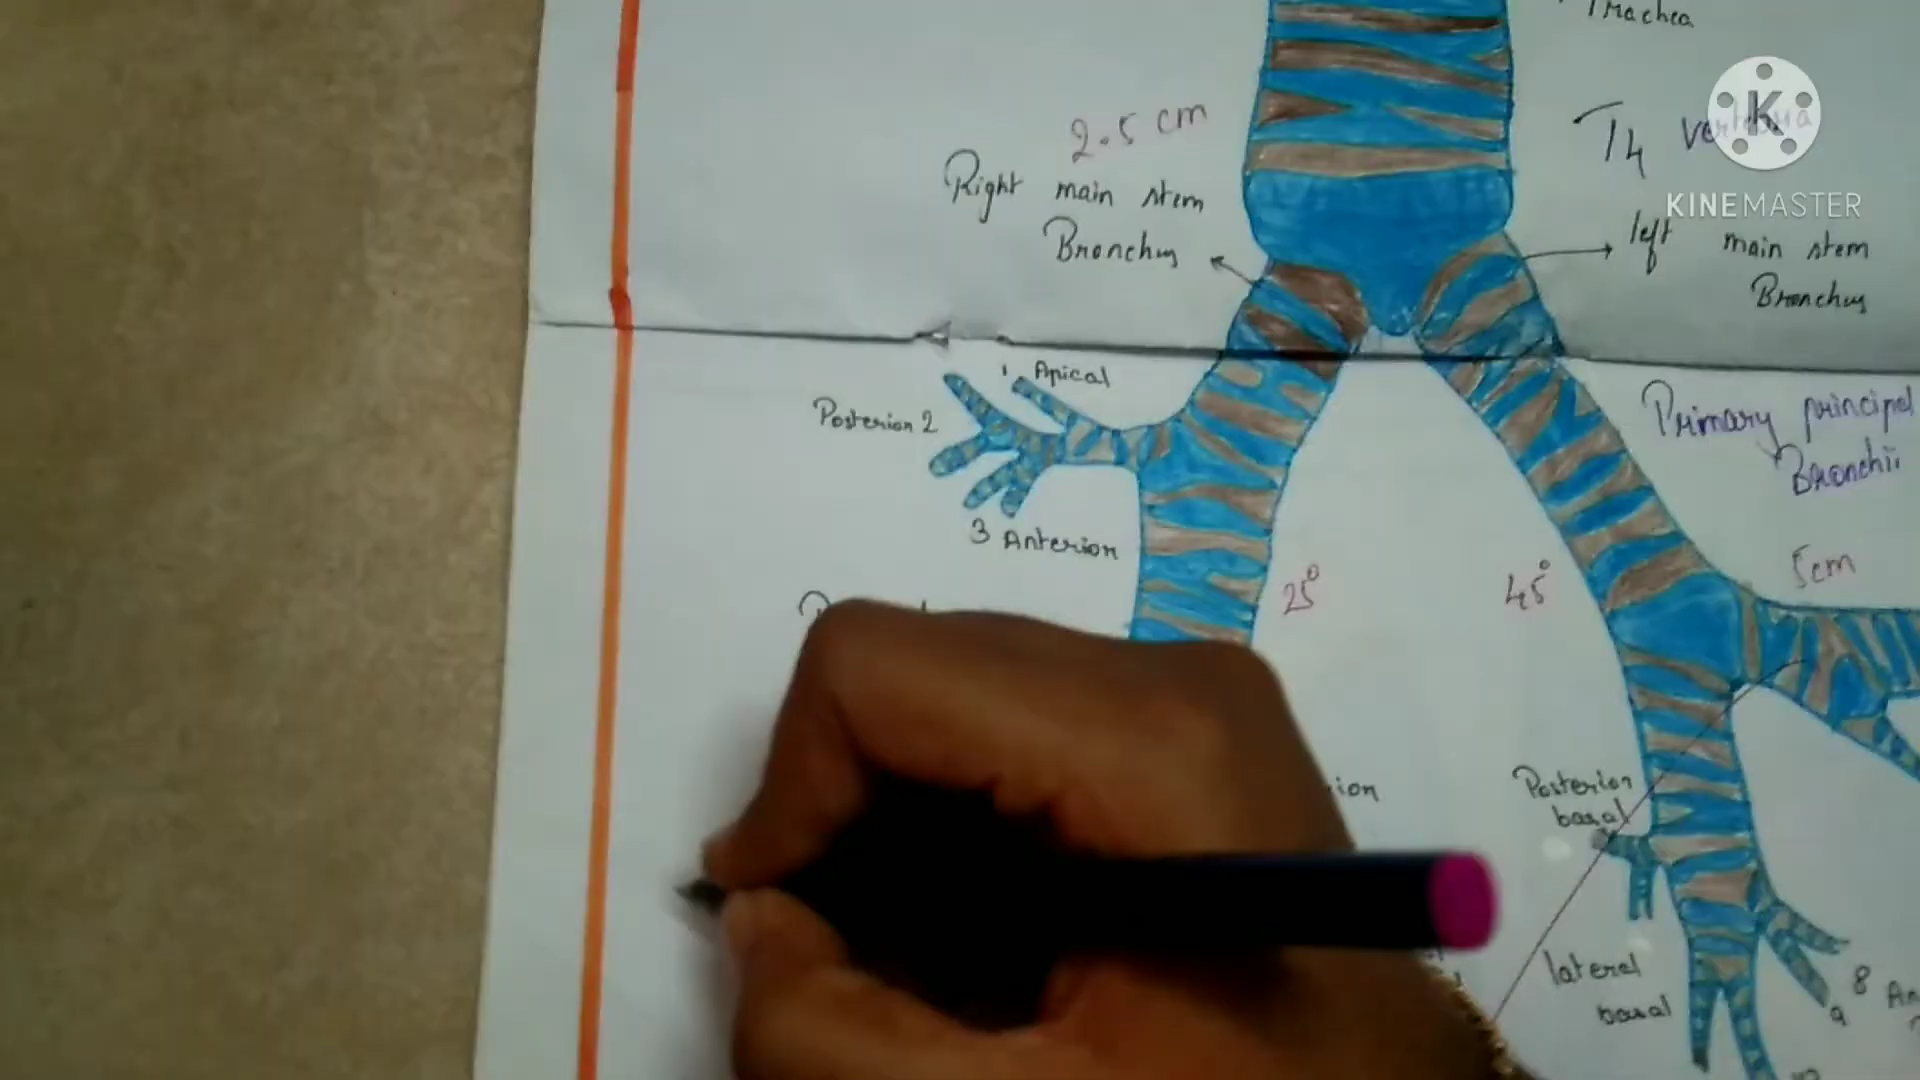 Trachea
2.5 cm
Right main stem
Bronchus
T4
KINEMASTER
left main stem
Bronchus
1 Apical
Posterior 2
3 Anterior
Primary principal
Bronchii
5cm
25°
45°
Posterior
basal
lateral
basal
8
9